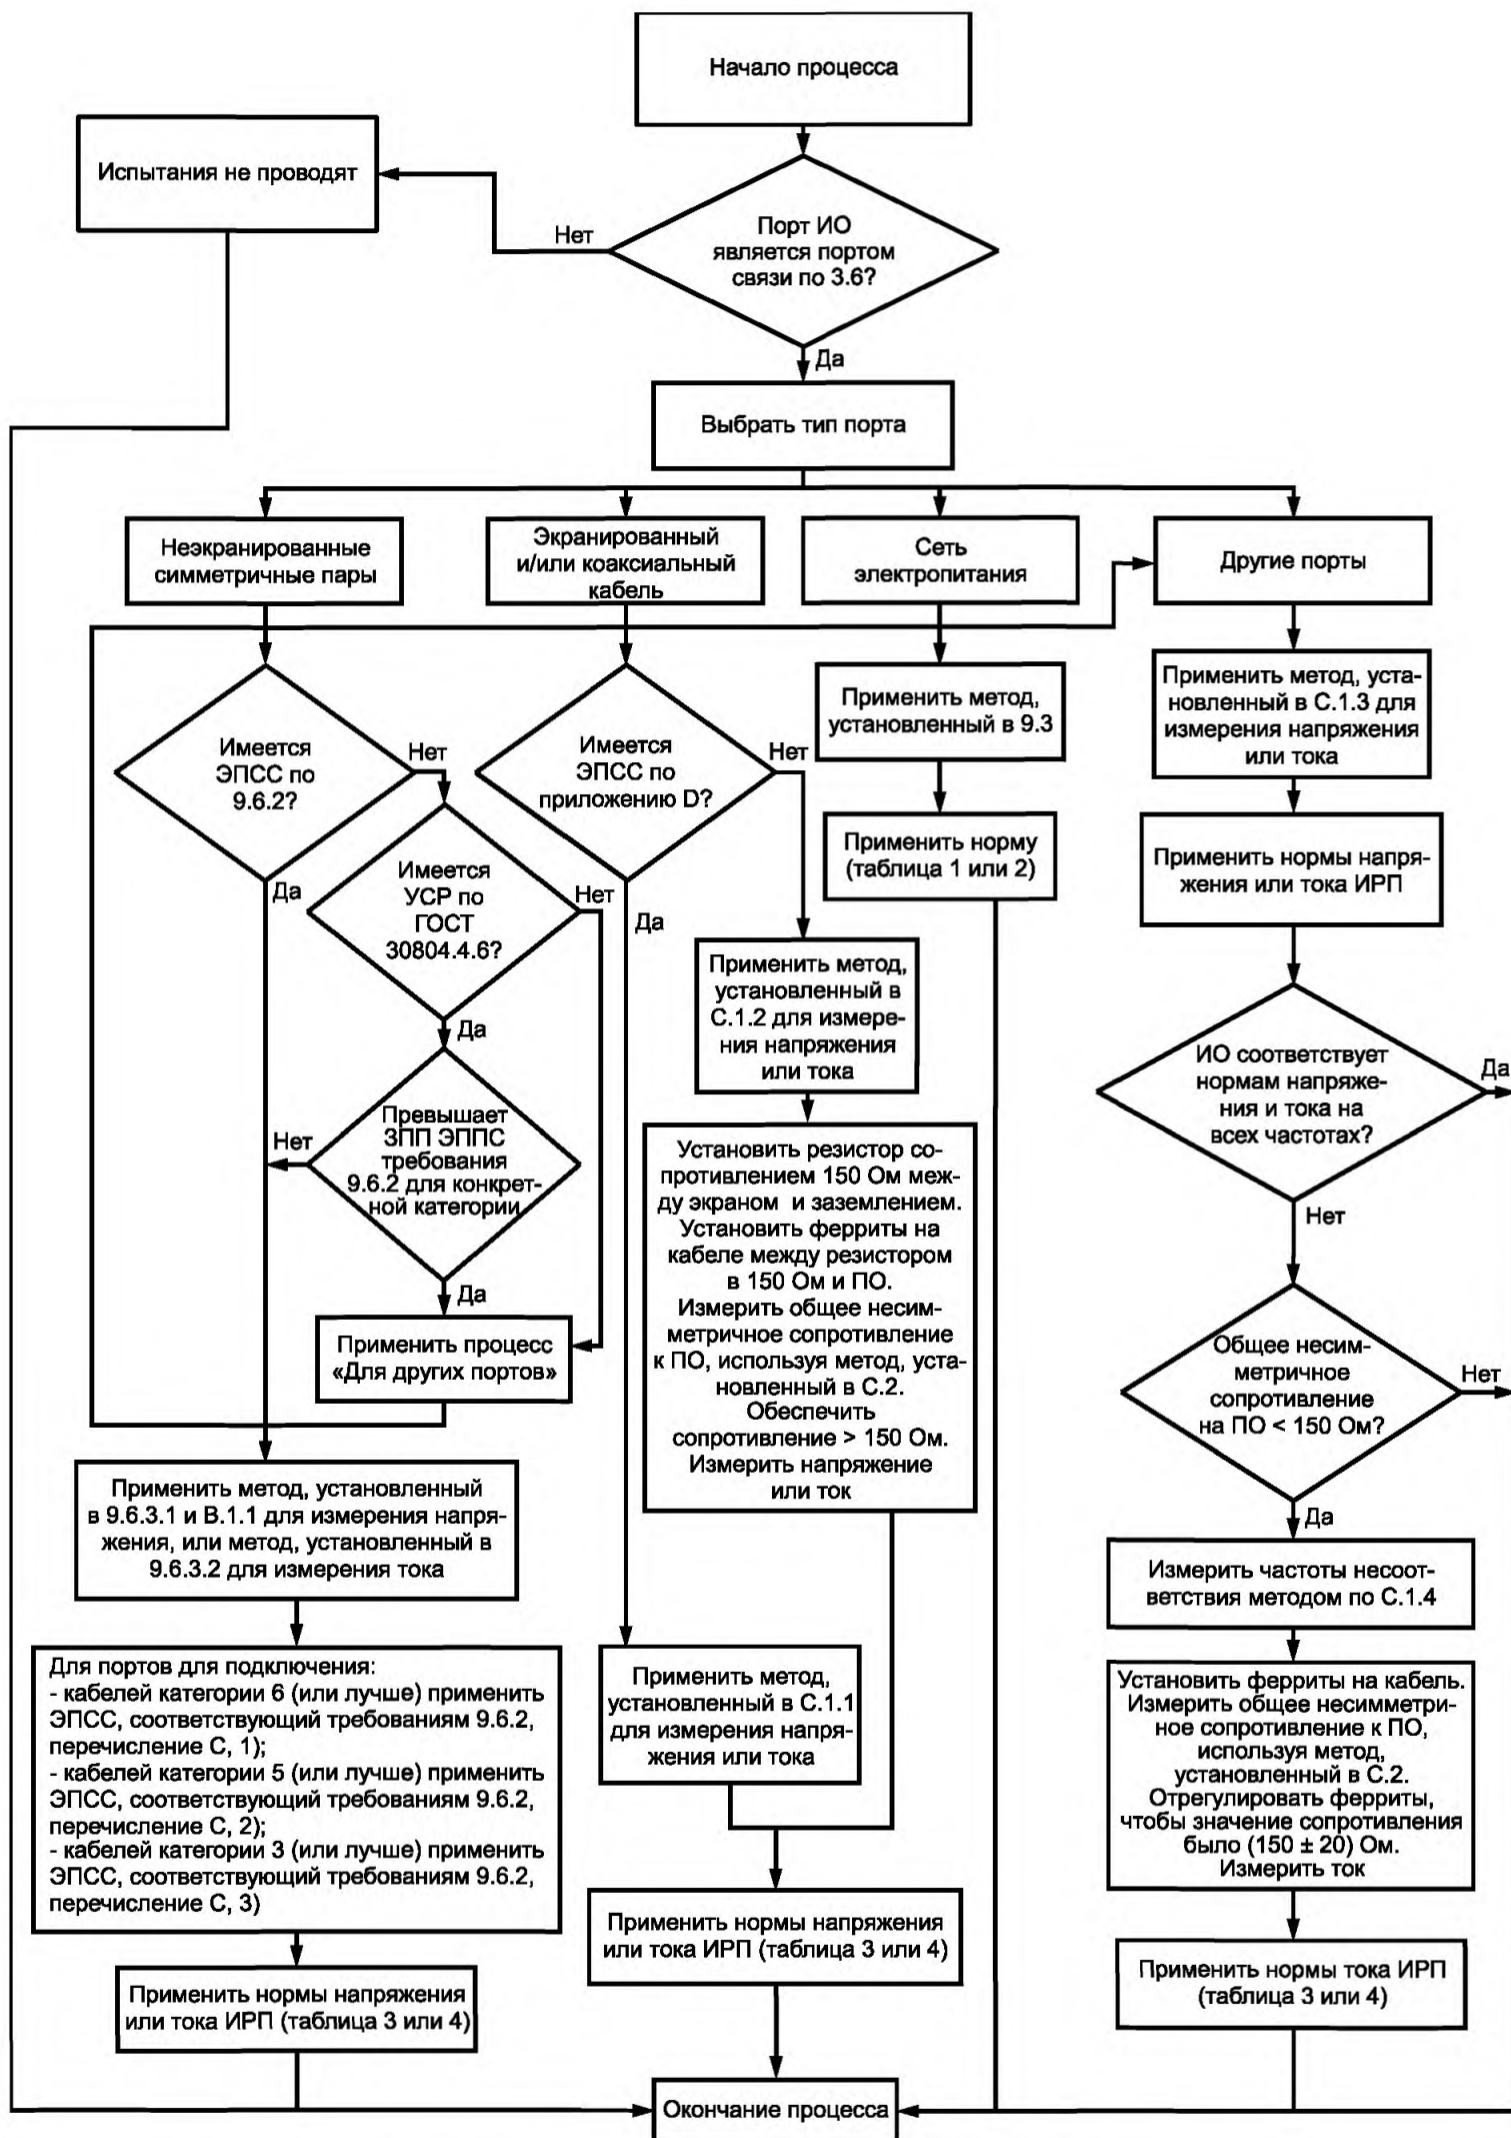 Начало процесса
Испытания не проводят
Нет
Порт ИО
является портом
связи по 3.6?
Да
Выбрать тип порта
Неэкранированные
симметричные пары
Экранированный
и/или коаксиальный
кабель
Сеть
электропитания
Другие порты
Имеется
ЭПСС по
9.6.2?
Нет
Да
Имеется
УСР по
ГОСТ
30804.4.6?
Нет
Да
Превышает
ЗПП ЭППС
требования
9.6.2 для конкрет-
ной категории
Нет
Да
Применить процесс
«Для других портов»
Применить метод, установленный
в 9.6.3.1 и В.1.1 для измерения напря-
жения, или метод, установленный в
9.6.3.2 для измерения тока
Для портов для подключения:
- кабелей категории 6 (или лучше) применить
ЭПСС, соответствующий требованиям 9.6.2,
перечисление С, 1);
- кабелей категории 5 (или лучше) применить
ЭПСС, соответствующий требованиям 9.6.2,
перечисление С, 2);
- кабелей категории 3 (или лучше) применить
ЭПСС, соответствующий требованиям 9.6.2,
перечисление С, 3)
Применить нормы напряжения
или тока ИРП (таблица 3 или 4)
Имеется
ЭПСС по
приложению D?
Нет
Да
Применить метод,
установленный в
С.1.2 для измере-
ния напряжения
или тока
Установить резистор со-
противлением 150 Ом меж-
ду экраном и заземлением.
Установить ферриты на
кабеле между резистором
в 150 Ом и ПО.
Измерить общее несим-
метричное сопротивление
к ПО, используя метод, уста-
новленный в С.2.
Обеспечить
сопротивление > 150 Ом.
Измерить напряжение
или ток
Применить метод,
установленный в С.1.1
для измерения напря-
жения или тока
Применить нормы напряжения
или тока ИРП (таблица 3 или 4)
Применить метод,
установленный в 9.3
Применить норму
(таблица 1 или 2)
Применить метод, уста-
новленный в С.1.3 для
измерения напряжения
или тока
Применить нормы напря-
жения или тока ИРП
ИО соответствует
нормам напряже-
ния и тока на
всех частотах?
Да
Нет
Общее несим-
метричное
сопротивление
на ПО < 150 Ом?
Нет
Да
Измерить частоты несоот-
ветствия методом по С.1.4
Установить ферриты на кабель.
Измерить общее несимметри-
ное сопротивление к ПО,
используя метод,
установленный в С.2.
Отрегулировать ферриты,
чтобы значение сопротивления
было (150 ± 20) Ом.
Измерить ток
Применить нормы тока ИРП
(таблица 3 или 4)
Окончание процесса